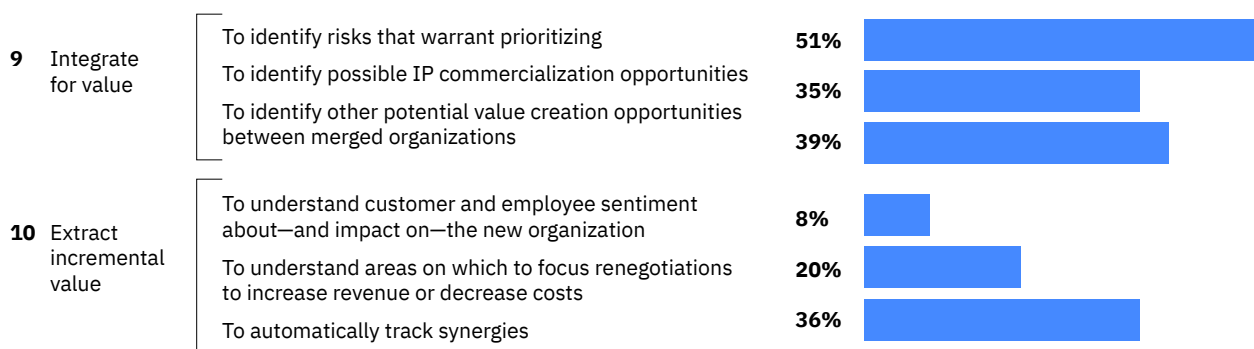 9 Integrate
for value
To identify risks that warrant prioritizing
51%
To identify possible IP commercialization opportunities
35%
To identify other potential value creation opportunities
between merged organizations
39%
10 Extract
incremental
value
To understand customer and employee sentiment
about—and impact on—the new organization
8%
To understand areas on which to focus renegotiations
to increase revenue or decrease costs
20%
To automatically track synergies
36%